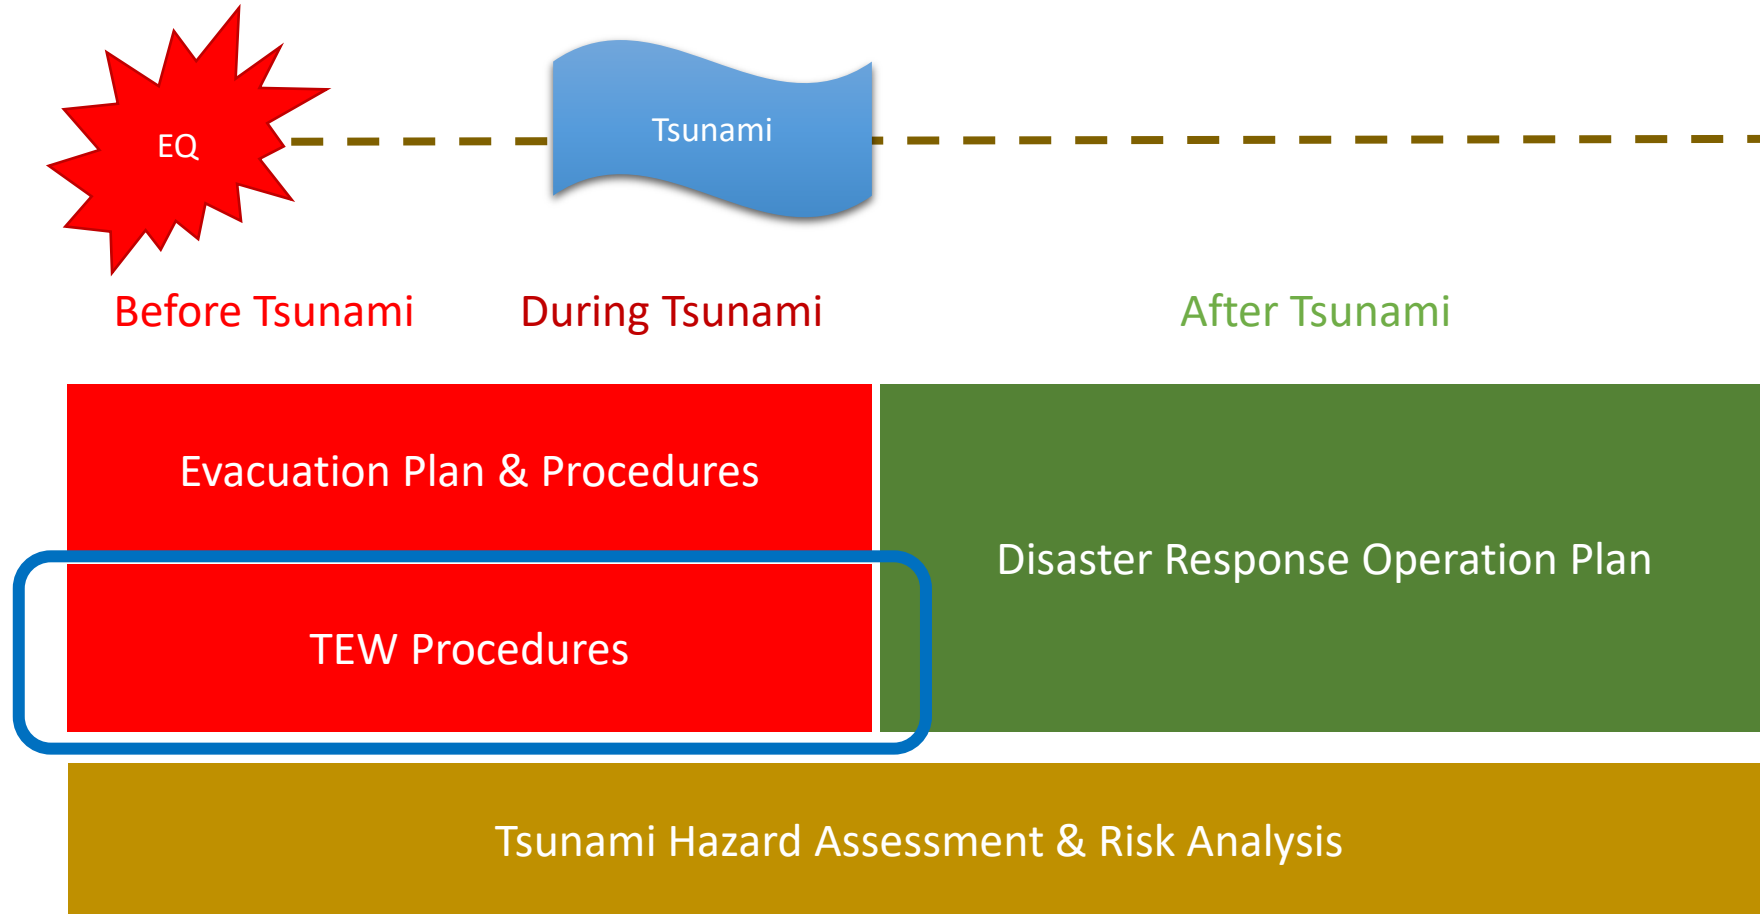 EQ
Tsunami
Before Tsunami
During Tsunami
After Tsunami
Evacuation Plan & Procedures
Disaster Response Operation Plan
TEW Procedures
Tsunami Hazard Assessment & Risk Analysis